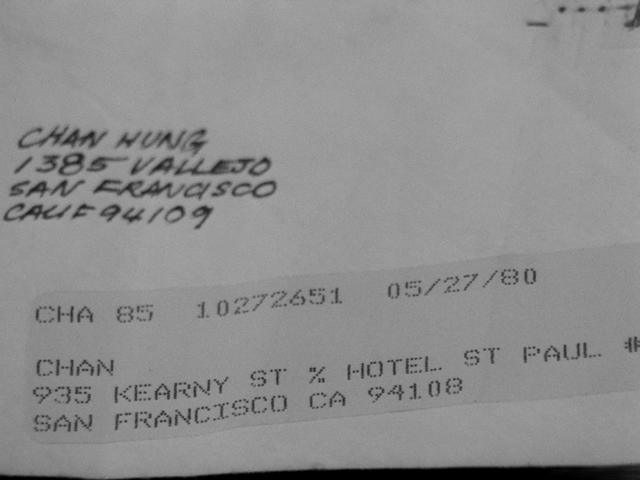 CHAN HUNG
1385 VALLEJO
SAN FRANCISCO
CALIF 94109
CHA 85 10272651 05/27/80
CHAN
935 KEARNY ST % HOTEL ST PAUL #
SAN FRANCISCO CA 94108